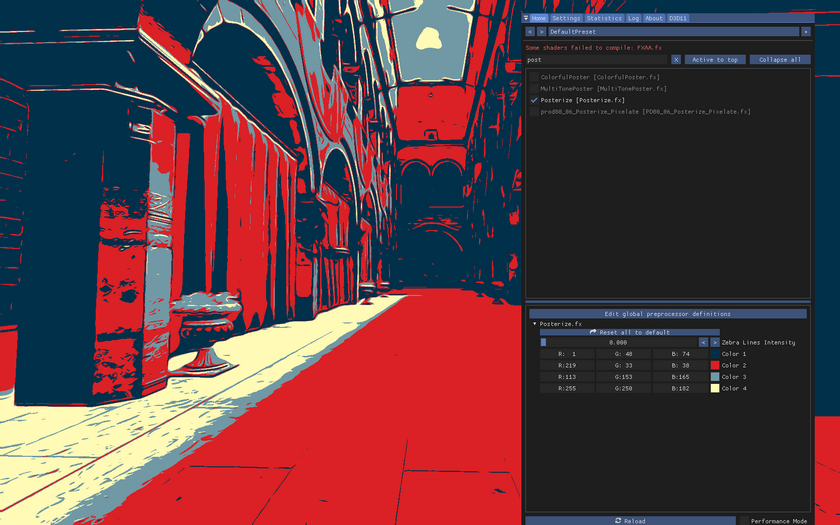 Home Settings Statistics Log About D3D11
< > DefaultPreset +
Some shaders failed to compile: FXAA.fx
post X Active to top Collapse all
ColorfulPoster [ColorfulPoster.fx]
MultiTonePoster [MultiTonePoster.fx]
Posterize [Posterize.fx]
prod80_06_Posterize_Pixelate [PD80_06_Posterize_Pixelate.fx]
Edit global preprocessor definitions
Posterize.fx
Reset all to default
0.000 < > Zebra Lines Intensity
R: 1 G: 48 B: 74 Color 1
R:219 G: 33 B: 38 Color 2
R:113 G:153 B:165 Color 3
R:255 G:250 B:182 Color 4
Reload Performance Mode